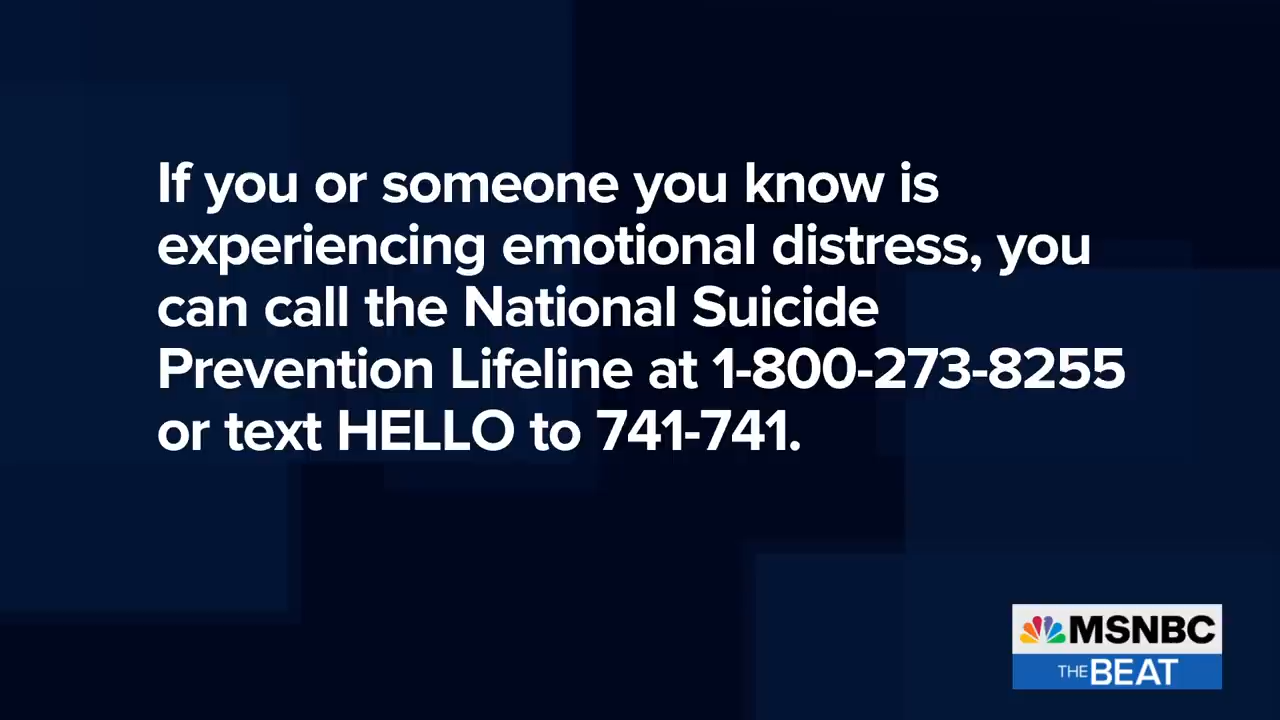 If you or someone you know is
experiencing emotional distress, you
can call the National Suicide
Prevention Lifeline at 1-800-273-8255
or text HELLO to 741-741.
MSNBC
THE BEAT